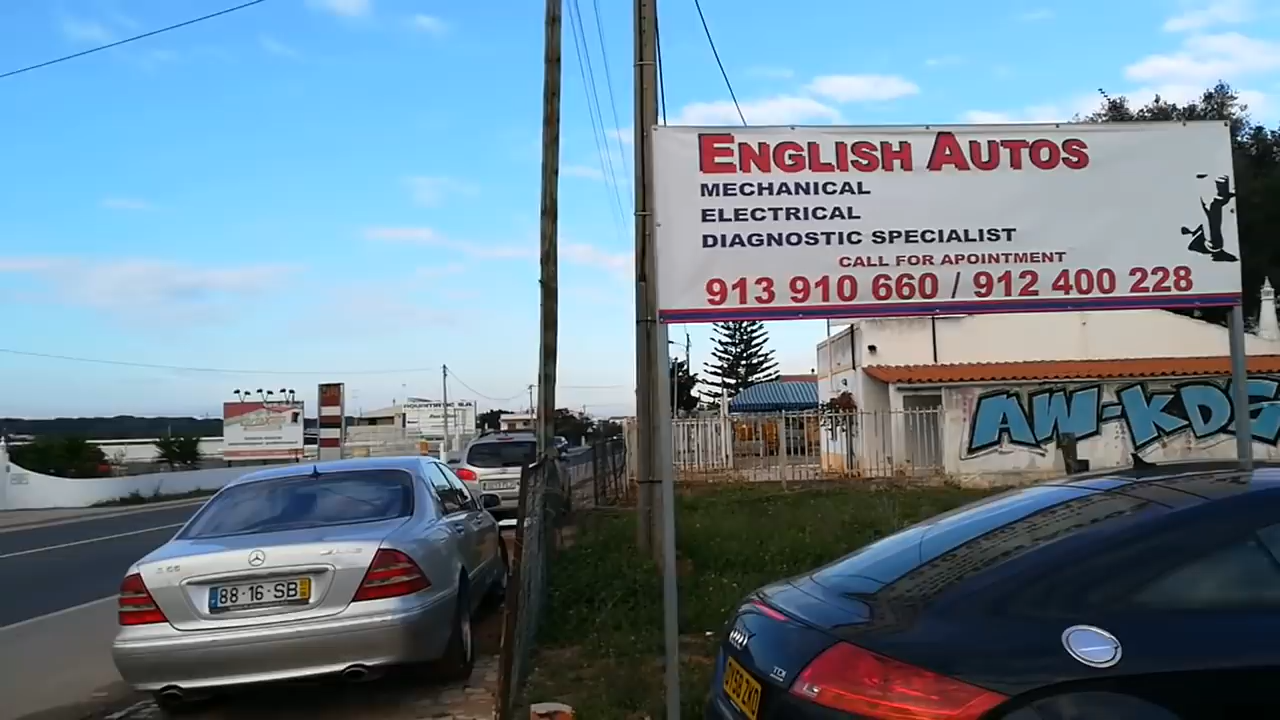 ENGLISH AUTOS
MECHANICAL
ELECTRICAL
DIAGNOSTIC SPECIALIST
CALL FOR APOINTMENT
913 910 660 / 912 400 228
AW-KDG
88-16-SB
TDI